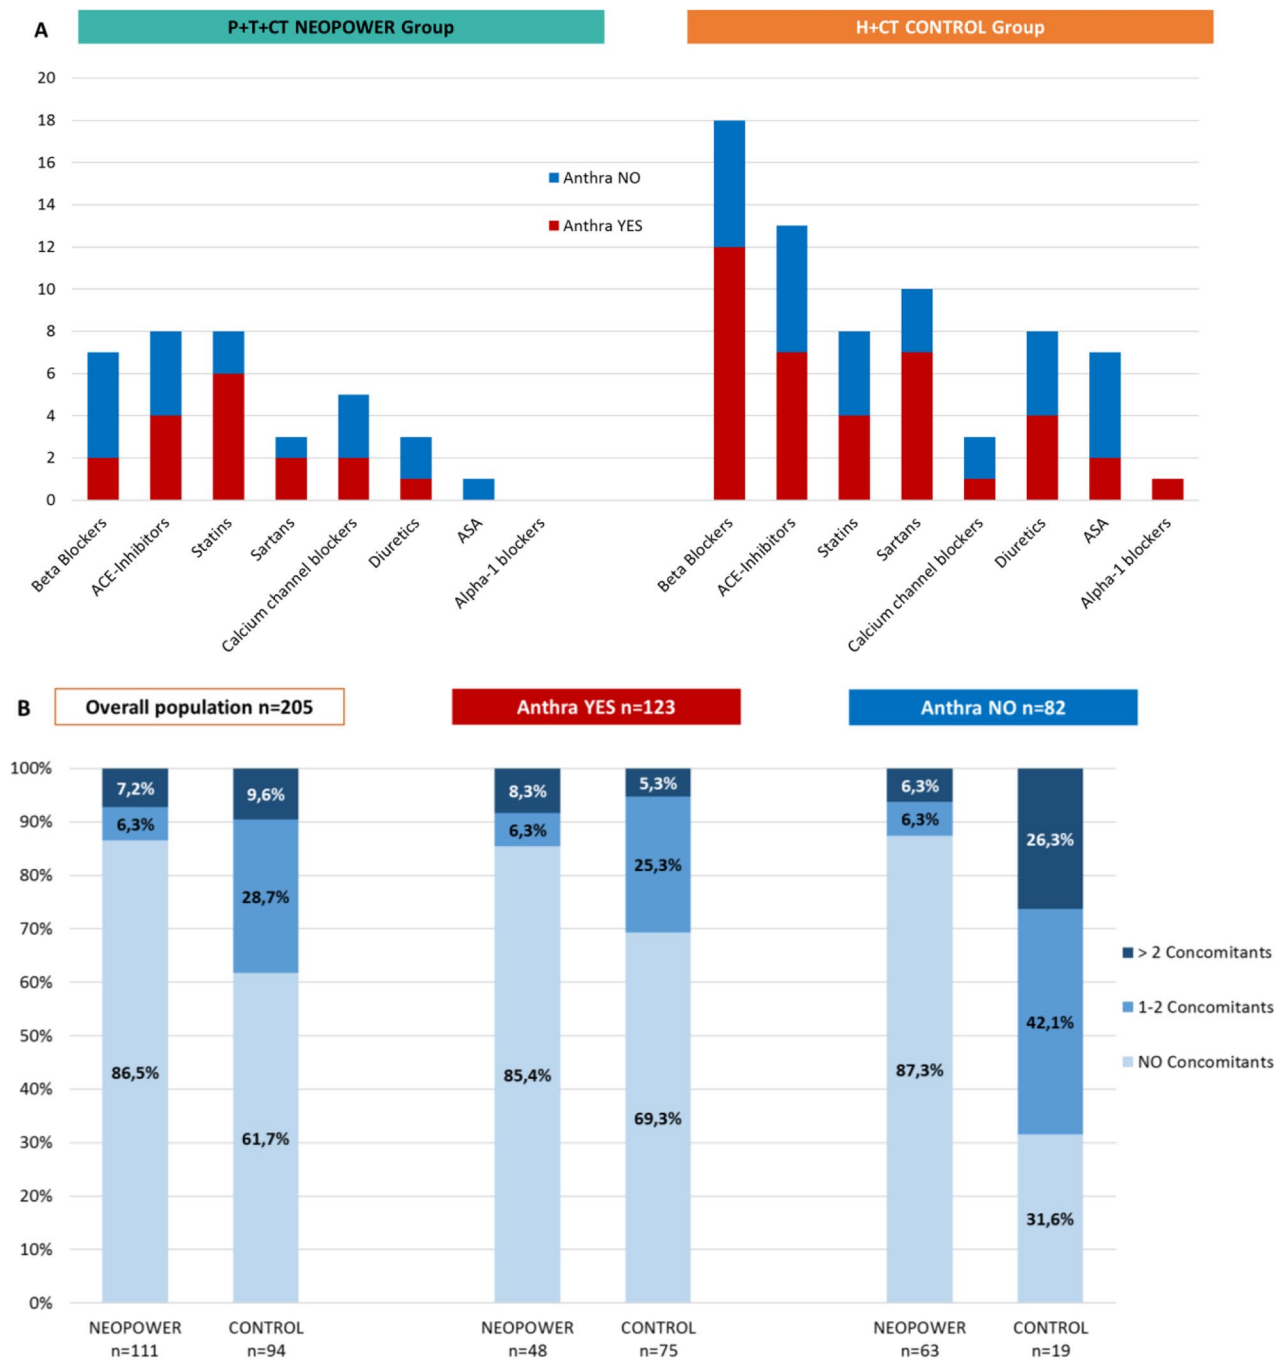 A
P+T+CT NEOPOWER Group
H+CT CONTROL Group
20
18
16
14
12
10
8
6
4
2
0
Anthra NO
Anthra YES
Beta Blockers
ACE-Inhibitors
Statins
Sartans
Calcium channel blockers
Diuretics
ASA
Alpha-1 blockers
Beta Blockers
ACE-Inhibitors
Statins
Sartans
Calcium channel blockers
Diuretics
ASA
Alpha-1 blockers
B
Overall population n=205
Anthra YES n=123
Anthra NO n=82
100%
90%
80%
70%
60%
50%
40%
30%
20%
10%
0%
7,2%
6,3%
86,5%
9,6%
28,7%
61,7%
8,3%
6,3%
85,4%
5,3%
25,3%
69,3%
6,3%
6,3%
87,3%
26,3%
42,1%
31,6%
> 2 Concomitants
1-2 Concomitants
NO Concomitants
NEOPOWER
n=111
CONTROL
n=94
NEOPOWER
n=48
CONTROL
n=75
NEOPOWER
n=63
CONTROL
n=19